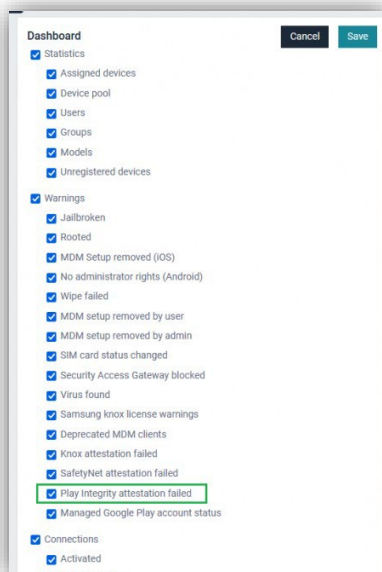 Dashboard
Cancel
Save
Statistics
Assigned devices
Device pool
Users
Groups
Models
Unregistered devices
Warnings
Jailbroken
Rooted
MDM Setup removed (iOS)
No administrator rights (Android)
Wipe failed
MDM setup removed by user
MDM setup removed by admin
SIM card status changed
Security Access Gateway blocked
Virus found
Samsung knox license warnings
Deprecated MDM clients
Knox attestation failed
SafetyNet attestation failed
Play Integrity attestation failed
Managed Google Play account status
Connections
Activated